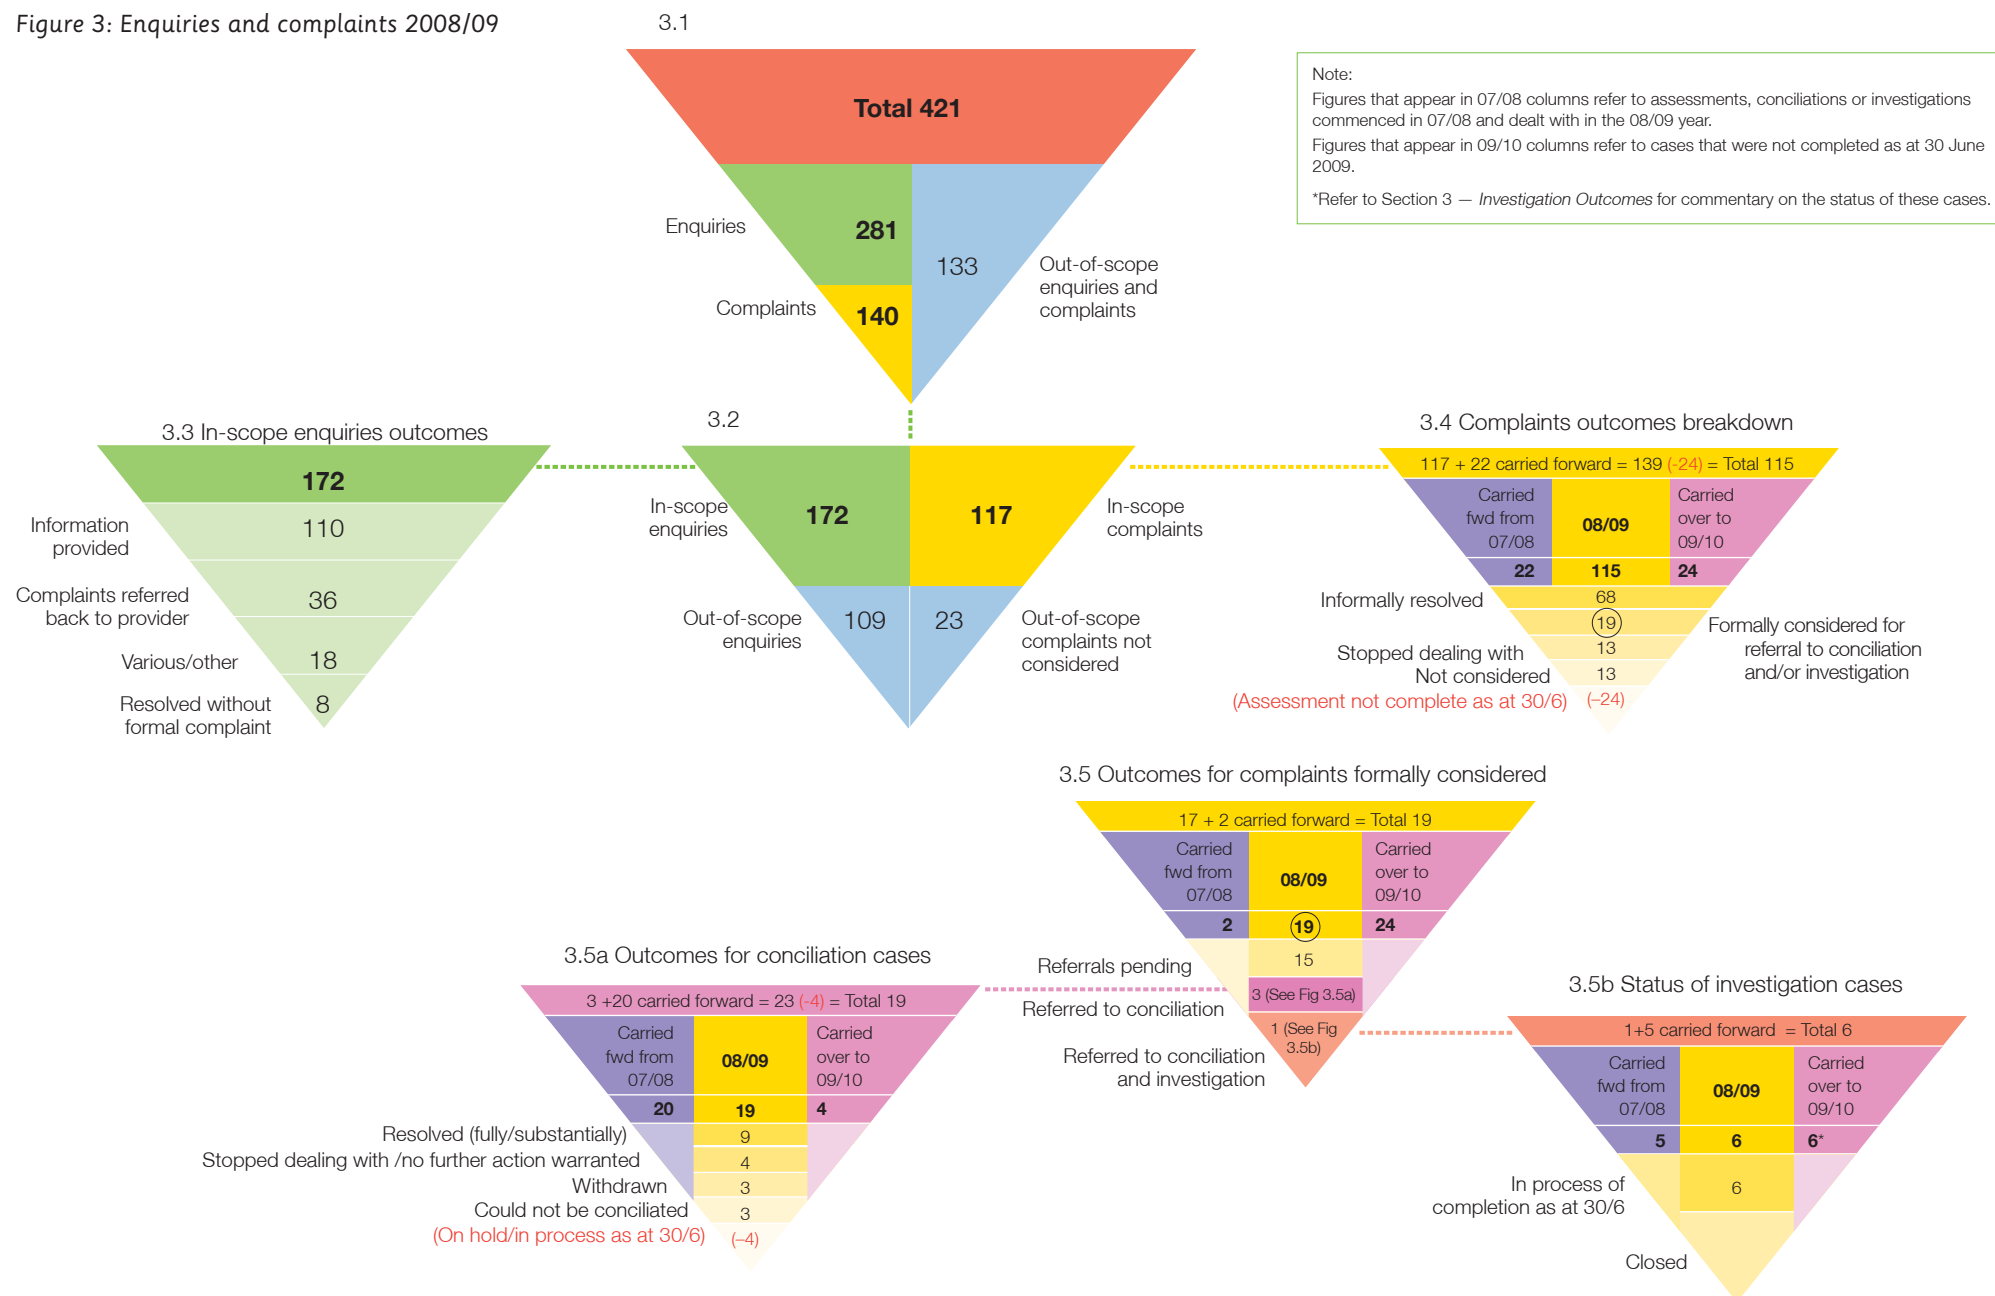 Figure 3: Enquiries and complaints 2008/09
3.1
Total 421
Enquiries
281
Complaints
140
133
Out-of-scope
enquiries and
complaints
Note:
Figures that appear in 07/08 columns refer to assessments, conciliations or investigations
commenced in 07/08 and dealt with in the 08/09 year.
Figures that appear in 09/10 columns refer to cases that were not completed as at 30 June
2009.
*Refer to Section 3 — Investigation Outcomes for commentary on the status of these cases.
3.3 In-scope enquiries outcomes
172
Information
provided
110
Complaints referred
back to provider
36
Various/other
18
Resolved without
formal complaint
8
3.2
In-scope
enquiries
172
117
In-scope
complaints
Out-of-scope
enquiries
109
23
Out-of-scope
complaints not
considered
3.4 Complaints outcomes breakdown
117 + 22 carried forward = 139 (-24) = Total 115
Carried
fwd from
07/08
08/09
Carried
over to
09/10
22
115
24
Informally resolved
68
19
Formally considered for
referral to conciliation
and/or investigation
Stopped dealing with
13
Not considered
13
(Assessment not complete as at 30/6)
(–24)
3.5 Outcomes for complaints formally considered
17 + 2 carried forward = Total 19
Carried
fwd from
07/08
08/09
Carried
over to
09/10
2
19
24
Referrals pending
15
Referred to conciliation
3 (See Fig 3.5a)
Referred to conciliation
and investigation
1 (See Fig
3.5b)
3.5a Outcomes for conciliation cases
3 +20 carried forward = 23 (-4) = Total 19
Carried
fwd from
07/08
08/09
Carried
over to
09/10
20
19
4
Resolved (fully/substantially)
9
Stopped dealing with /no further action warranted
4
Withdrawn
3
Could not be conciliated
3
(On hold/in process as at 30/6)
(–4)
3.5b Status of investigation cases
1+5 carried forward = Total 6
Carried
fwd from
07/08
08/09
Carried
over to
09/10
5
6
6*
In process of
completion as at 30/6
6
Closed